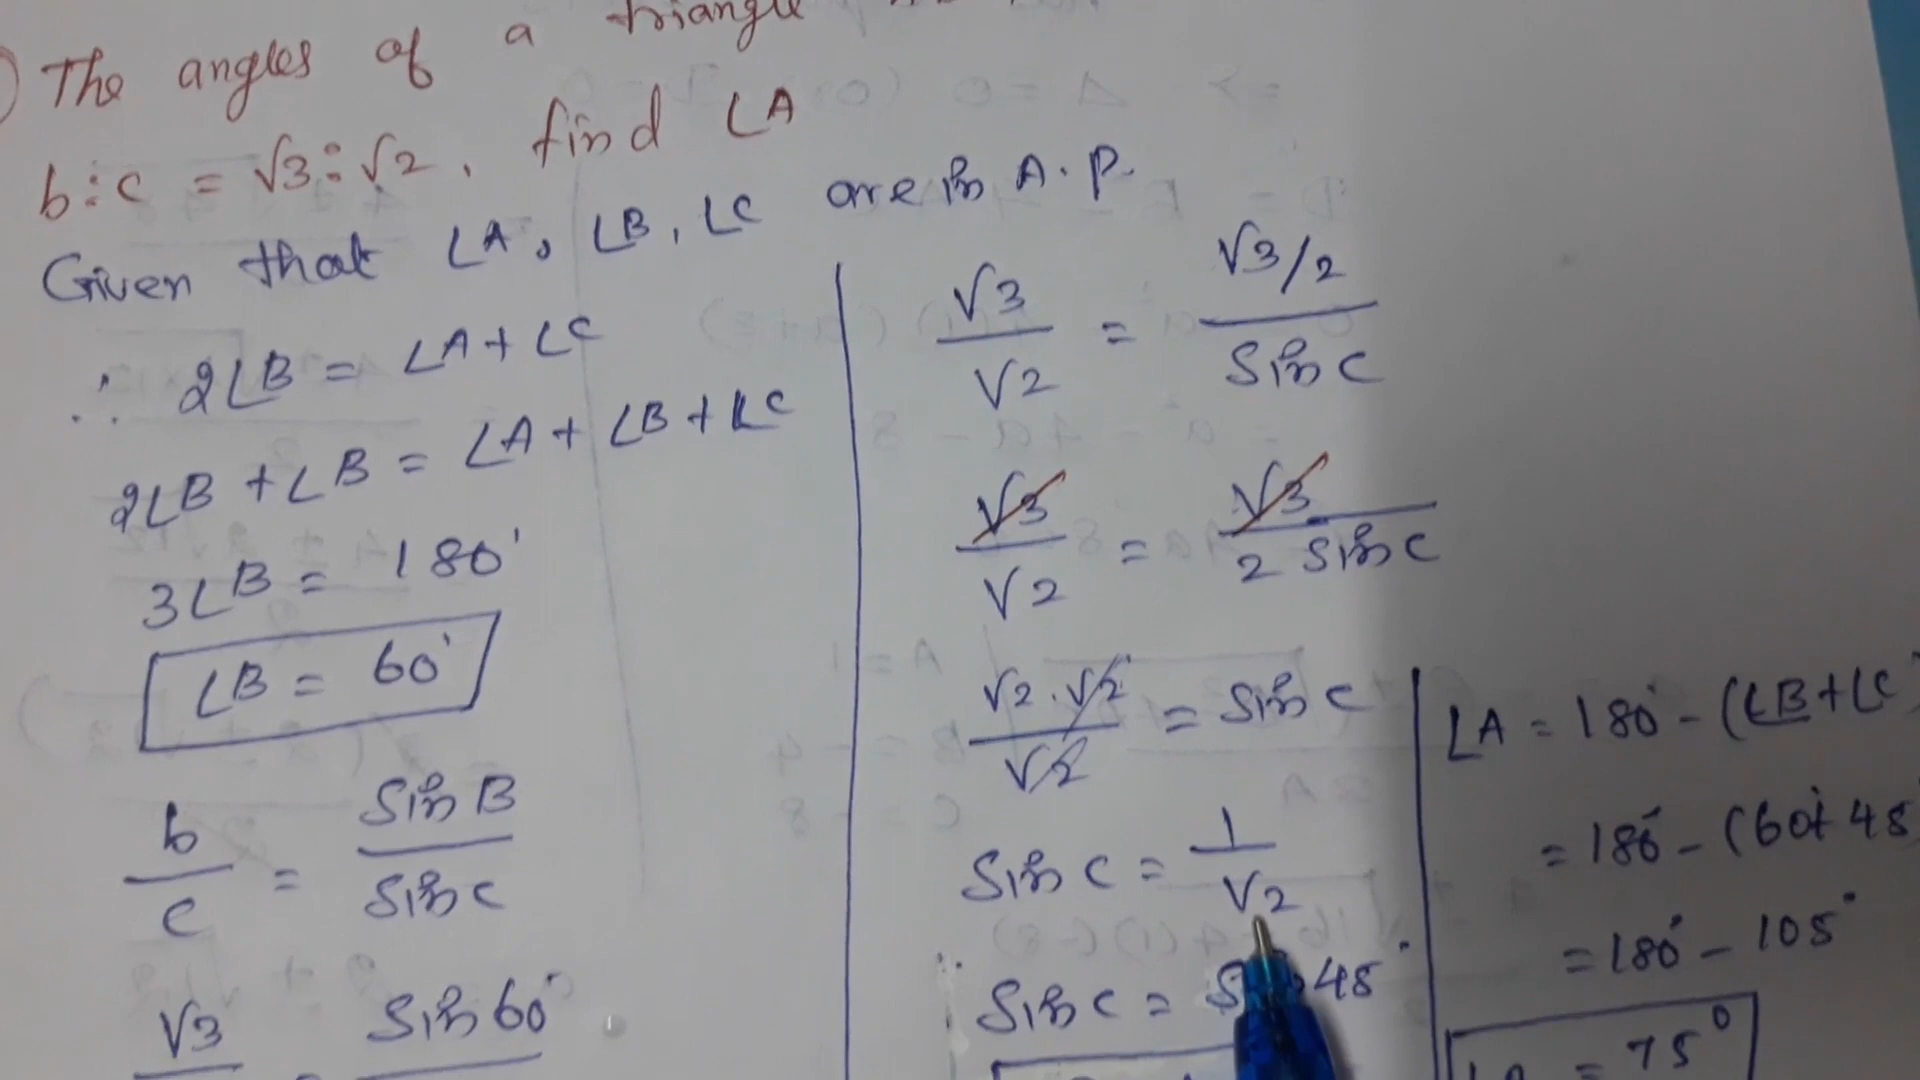 The angles of a triangle
b:c = √3:√2, find ∠A
Given that ∠A, ∠B, ∠C are in A.P.
∴ 2∠B = ∠A + ∠C
2∠B + ∠B = ∠A + ∠B + ∠C
3∠B = 180°
∠B = 60°
b/c = Sin B / Sin C
√3
Sin 60°
√3/√2 = (√3/2) / Sin C
√3/√2 = √3 / 2 Sin C
√2·√2 / √2 = Sin C
Sin C = 1/√2
Sin C = 45°
∠A = 180° - (∠B + ∠C
= 180° - (60° + 45
= 180° - 105°
= 75°